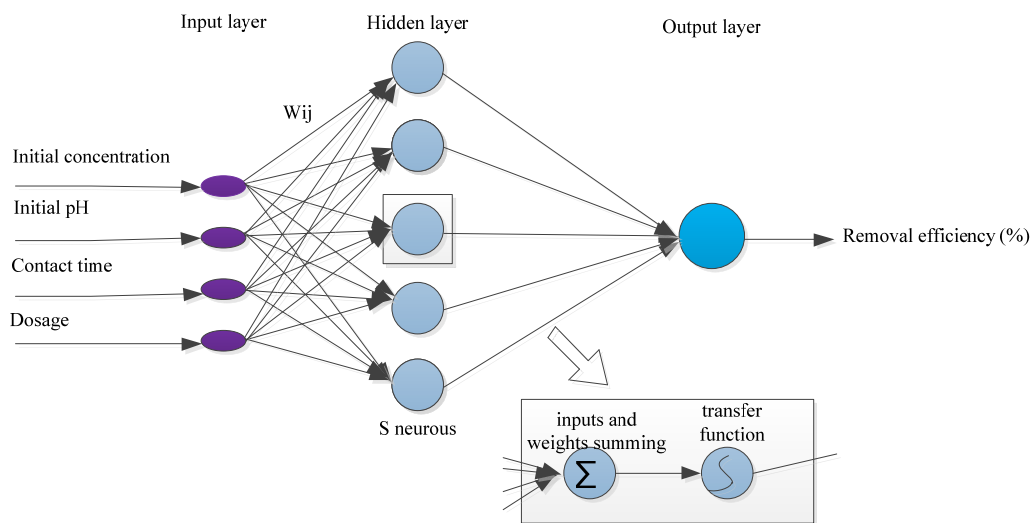 Input layer
Hidden layer
Output layer
Wij
Initial concentration
Initial pH
Contact time
Dosage
Removal efficiency (%)
S neurous
inputs and
weights summing
transfer
function
Σ